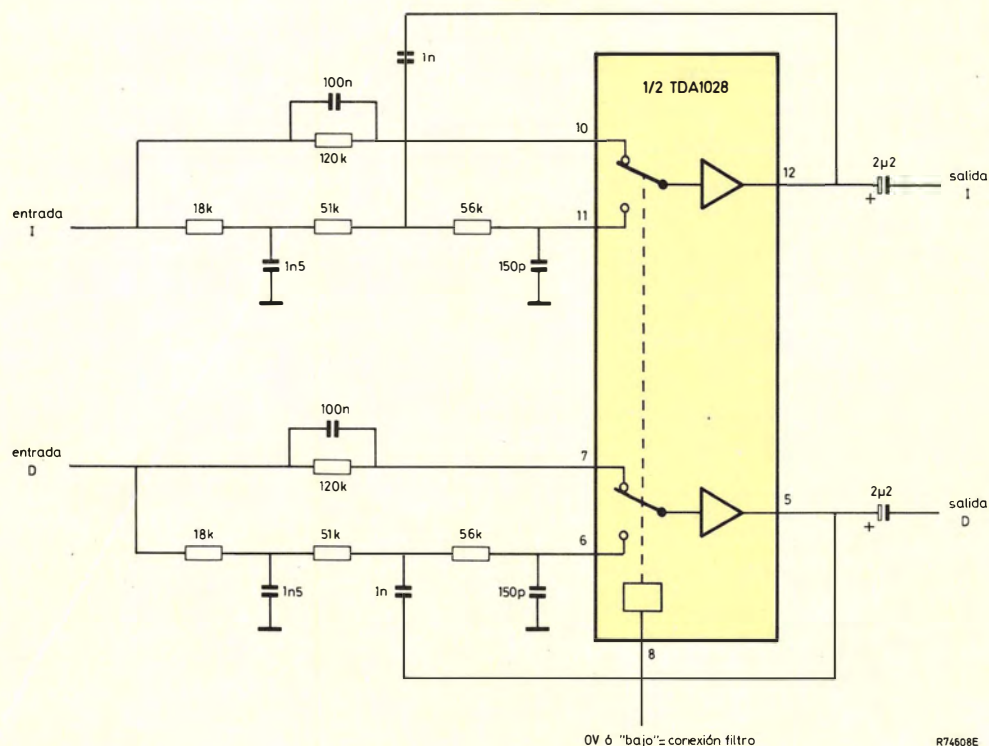 1n
1/2 TDA1028
100n
120k
10
12
2µ2
+
salida
I
entrada
I
18k
51k
56k
11
1n5
150p
100n
120k
7
entrada
D
5
2µ2
+
salida
D
18k
51k
56k
6
1n5
1n
150p
8
0V ó "bajo"= conexión filtro
R74608E